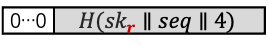 0⋯0 H(sk_r ∥ seq ∥ 4)